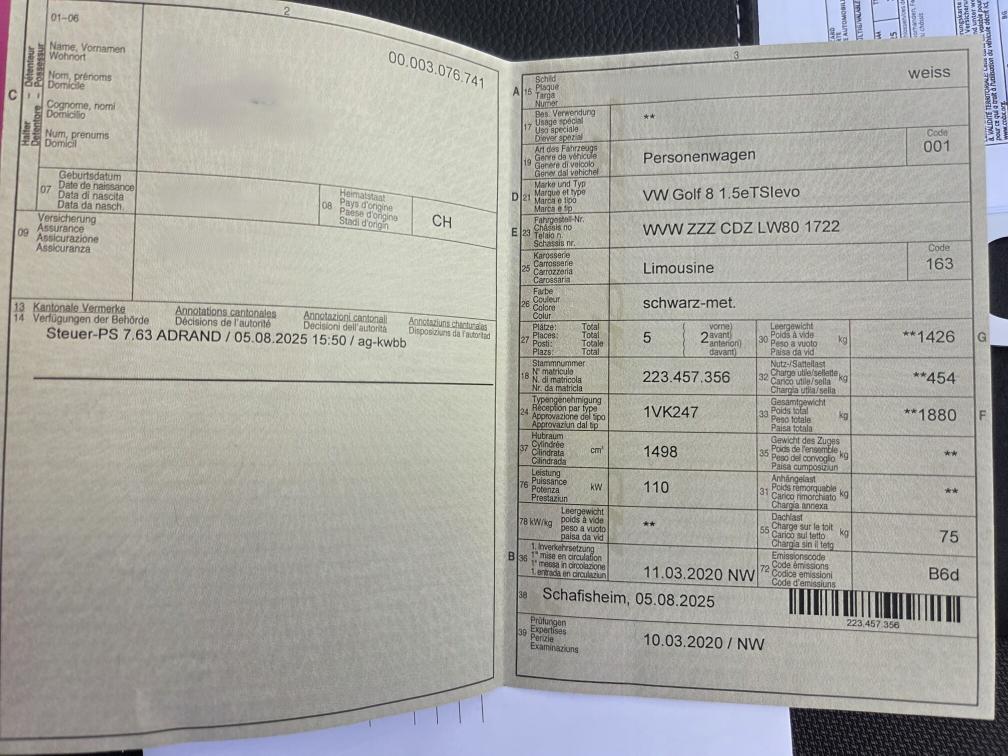 2
01-06
C
Halter – Détenteur
Detentore – Possessur
Name, Vornamen
Wohnort
Nom, prénoms
Domicile
Cognome, nomi
Domicilio
Num, prenums
Domicil
00.003.076.741
07
Geburtsdatum
Date de naissance
Data di nascita
Data da nasch.
08
Heimatstaat
Pays d'origine
Paese d'origine
Stadi d'origin
CH
09
Versicherung
Assurance
Assicurazione
Assicuranza
13 Kantonale Vermerke Annotations cantonales Annotazioni cantonali Annotaziuns chantunalas
14 Verfügungen der Behörde Décisions de l'autorité Decisioni dell'autorità Disposiziuns da l'autoritad
Steuer-PS 7.63 ADRAND / 05.08.2025 15:50 / ag-kwbb
3
A 15
Schild
Plaque
Targa
Numer
weiss
17
Bes. Verwendung
Usage spécial
Uso speciale
Diever spezial
**
19
Art des Fahrzeugs
Genre de véhicule
Genere di veicolo
Gener dal vehichel
Personenwagen
Code
001
D 21
Marke und Typ
Marque et type
Marca e tipo
Marca e tip
VW Golf 8 1.5eTSIevo
E 23
Fahrgestell-Nr.
Châssis no
Telaio n.
Schassis nr.
WVW ZZZ CDZ LW80 1722
25
Karosserie
Carrosserie
Carrozzeria
Carossaria
Limousine
Code
163
26
Farbe
Couleur
Colore
Colur
schwarz-met.
27
Plätze: Total
Places: Total
Posti: Totale
Plazs: Total
5
2
vorne)
avant)
anteriori)
davant)
30
Leergewicht
Poids à vide
Peso a vuoto
Paisa da vid
kg
**1426
G
18
Stammnummer
N° matricule
N. di matricola
Nr. da matricla
223.457.356
32
Nutz-/Sattellast
Charge utile/sellette
Carico utile/sella
Chargia utila/sella
kg
**454
24
Typengenehmigung
Réception par type
Approvazione del tipo
Approvaziun dal tip
1VK247
33
Gesamtgewicht
Poids total
Peso totale
Paisa totala
kg
**1880
F
37
Hubraum
Cylindrée
Cilindrata
Cilindrada
cm³
1498
35
Gewicht des Zuges
Poids de l'ensemble
Peso del convoglio
Paisa cumposiziun
kg
**
76
Leistung
Puissance
Potenza
Prestaziun
kW
110
31
Anhängelast
Poids remorquable
Carico rimorchiato
Chargia annexa
kg
**
78 kW/kg
Leergewicht
poids à vide
peso a vuoto
paisa da vid
**
55
Dachlast
Charge sur le toit
Carico sul tetto
Chargia sin il tetg
kg
75
B 36
1. Inverkehrsetzung
1re mise en circulation
1a messa in circolazione
1. entrada en circulaziun
11.03.2020 NW
72
Emissionscode
Code émissions
Codice emissioni
Code d'emissiuns
B6d
38
Schafisheim, 05.08.2025
223.457.356
39
Prüfungen
Expertises
Perizie
Examinaziuns
10.03.2020 / NW